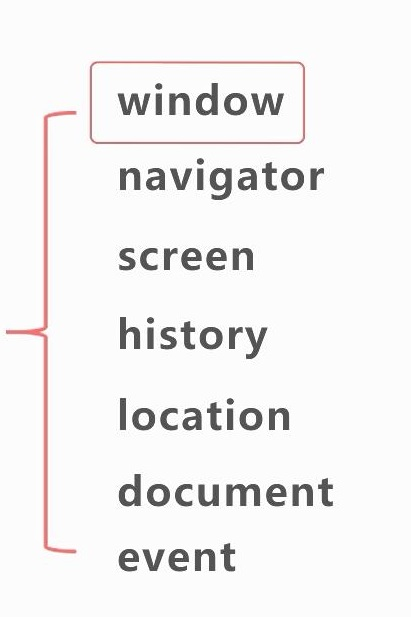 window
navigator
screen
history
location
document
event